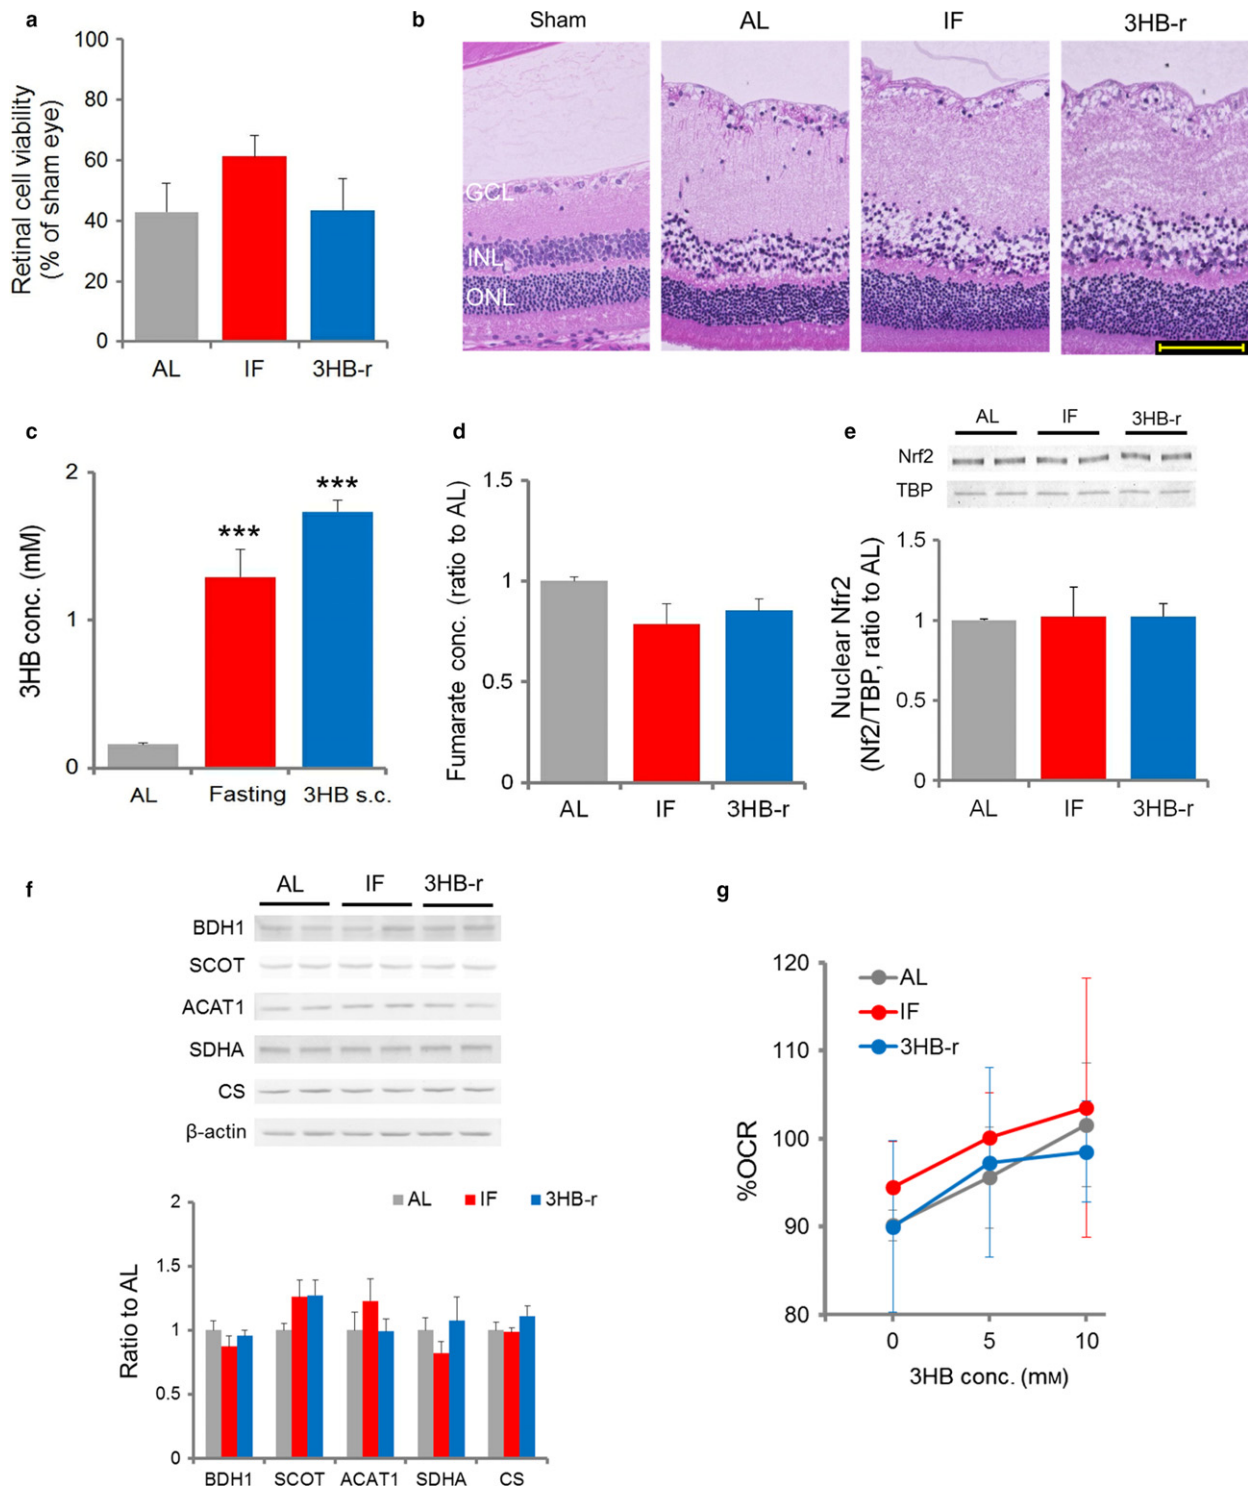 a
Retinal cell viability
(% of sham eye)
100
80
60
40
20
0
AL IF 3HB-r
b
Sham AL IF 3HB-r
GCL
INL
ONL
c
3HB conc. (mM)
2
1
0
*** ***
AL Fasting 3HB s.c.
d
Fumarate conc. (ratio to AL)
1.5
1
0.5
0
AL IF 3HB-r
e
AL IF 3HB-r
Nrf2
TBP
Nuclear Nfr2
(Nf2/TBP, ratio to AL)
1.5
1
0.5
0
AL IF 3HB-r
f
AL IF 3HB-r
BDH1
SCOT
ACAT1
SDHA
CS
β-actin
AL IF 3HB-r
Ratio to AL
2
1.5
1
0.5
0
BDH1 SCOT ACAT1 SDHA CS
g
%OCR
120
110
100
90
80
AL
IF
3HB-r
0 5 10
3HB conc. (mM)